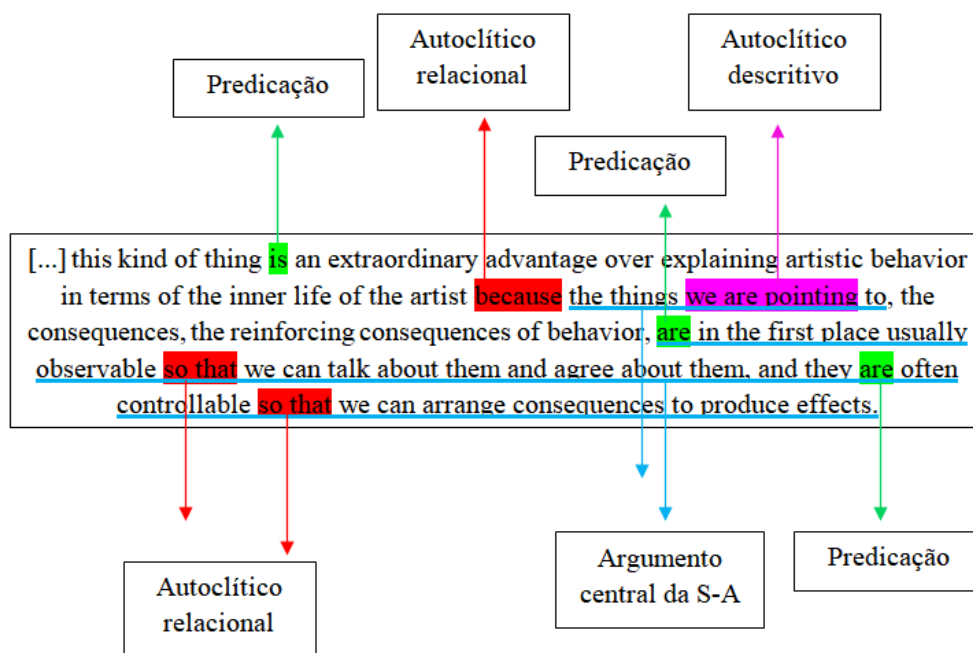 Autoclítico
relacional
Autoclítico
descritivo
Predicação
Predicação
[...] this kind of thing is an extraordinary advantage over explaining artistic behavior
in terms of the inner life of the artist because the things we are pointing to, the
consequences, the reinforcing consequences of behavior, are in the first place usually
observable so that we can talk about them and agree about them, and they are often
controllable so that we can arrange consequences to produce effects.
Autoclítico
relacional
Argumento
central da S-A
Predicação